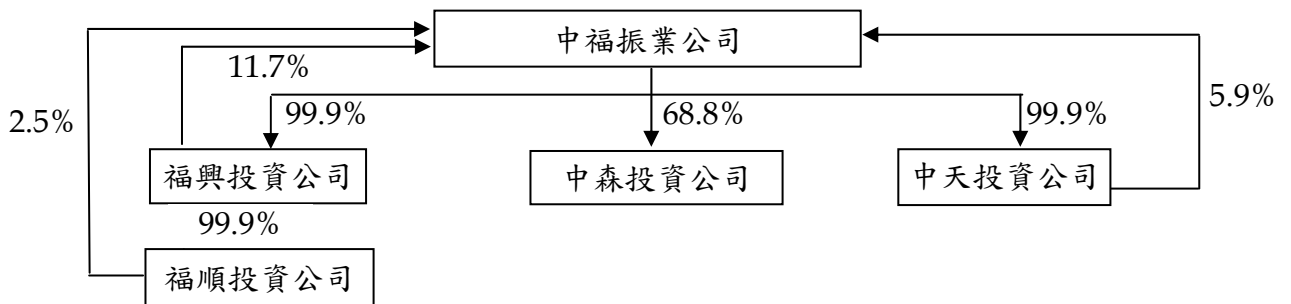 中福振業公司
11.7%
2.5%
99.9%
68.8%
99.9%
5.9%
福興投資公司
中森投資公司
中天投資公司
99.9%
福順投資公司